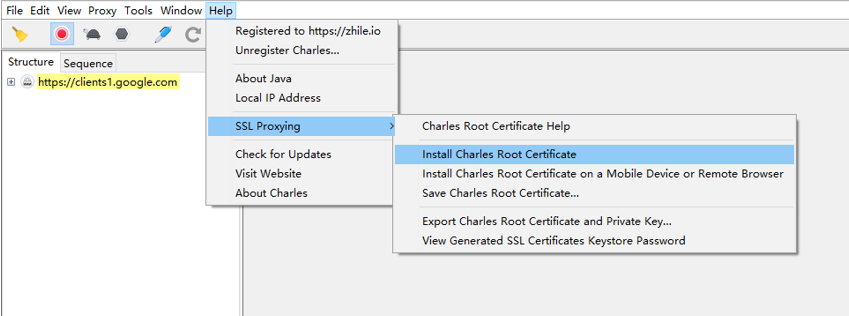 File Edit View Proxy Tools Window Help
Registered to https://zhile.io
Unregister Charles...
Structure Sequence
https://clients1.google.com
About Java
Local IP Address
SSL Proxying
Check for Updates
Visit Website
About Charles
Charles Root Certificate Help
Install Charles Root Certificate
Install Charles Root Certificate on a Mobile Device or Remote Browser
Save Charles Root Certificate...
Export Charles Root Certificate and Private Key...
View Generated SSL Certificates Keystore Password